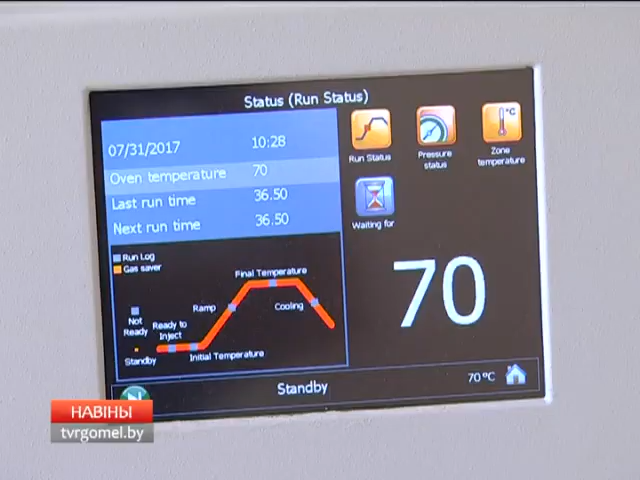 Status (Run Status)
07/31/2017 10:28
Oven temperature 70
Last run time 36.50
Next run time 36.50
Run Status
Pressure status
°C
Zone temperature
Waiting for
Run Log
Gas saver
Final Temperature
Ramp
Cooling
Not Ready
Ready to Inject
Standby
Initial Temperature
70
Standby
70 °C
НАВІНЫ
tvrgomel.by